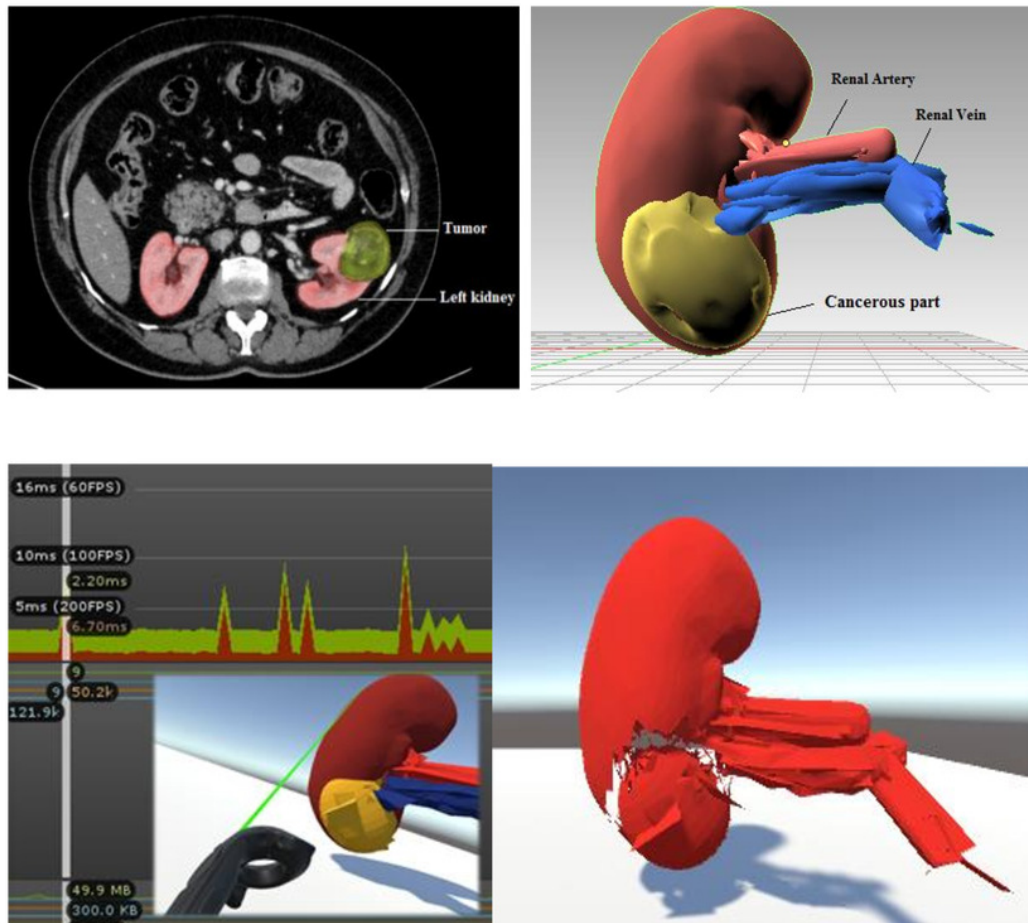 Tumor
Left kidney
Renal Artery
Renal Vein
Cancerous part
16ms (60FPS)
10ms (100FPS)
2.20ms
5ms (200FPS)
6.70ms
9
9 50.2k
121.9k
49.9 MB
300.0 KB